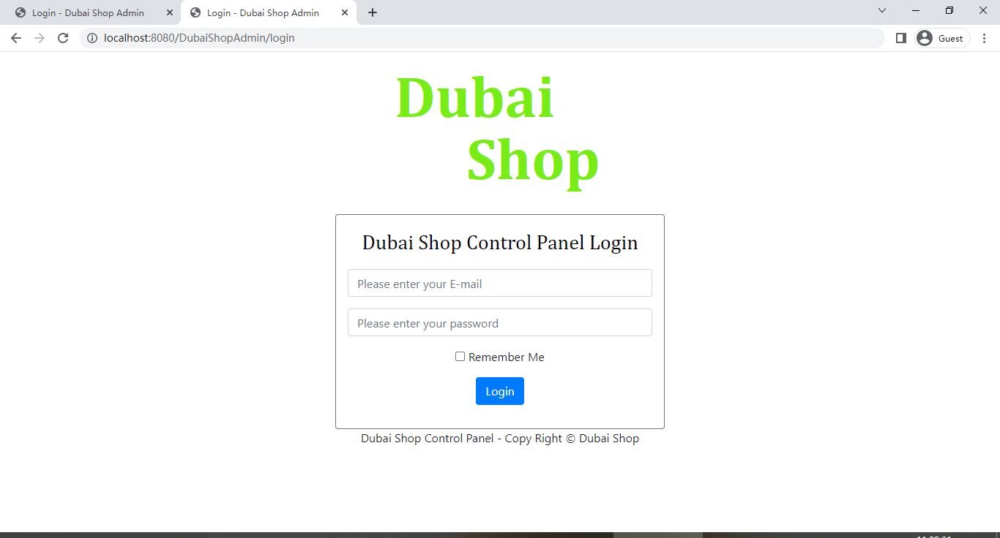 Login - Dubai Shop Admin
Login - Dubai Shop Admin
localhost:8080/DubaiShopAdmin/login
Guest
Dubai
Shop
Dubai Shop Control Panel Login
Please enter your E-mail
Please enter your password
Remember Me
Login
Dubai Shop Control Panel - Copy Right © Dubai Shop